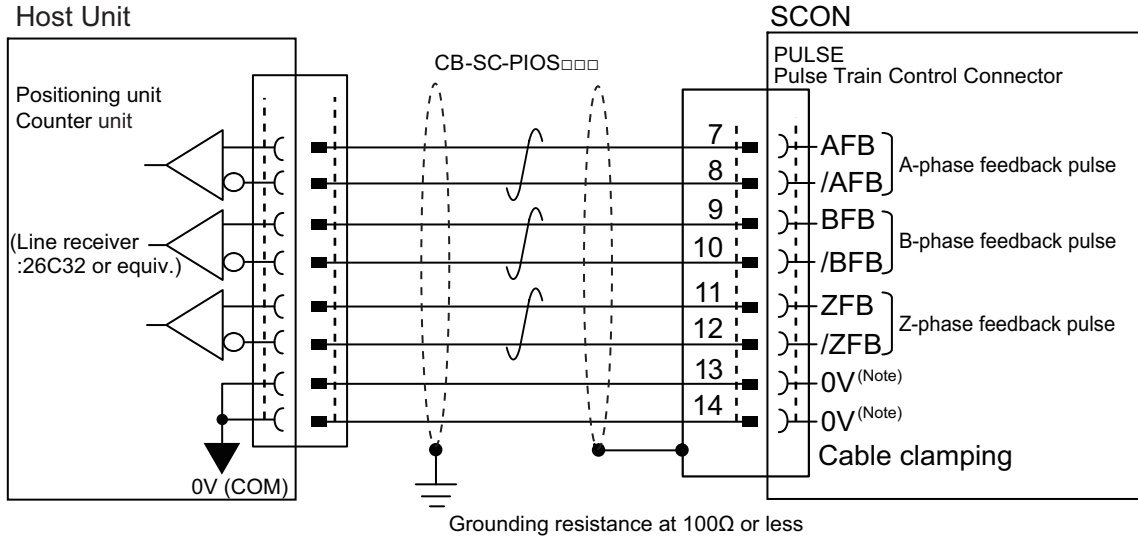 Host Unit
SCON
CB-SC-PIOS□□□
PULSE
Pulse Train Control Connector
Positioning unit
Counter unit
(Line receiver
:26C32 or equiv.)
7
AFB
8
/AFB
A-phase feedback pulse
9
BFB
10
/BFB
B-phase feedback pulse
11
ZFB
12
/ZFB
Z-phase feedback pulse
13
0V(Note)
14
0V(Note)
Cable clamping
0V (COM)
Grounding resistance at 100Ω or less